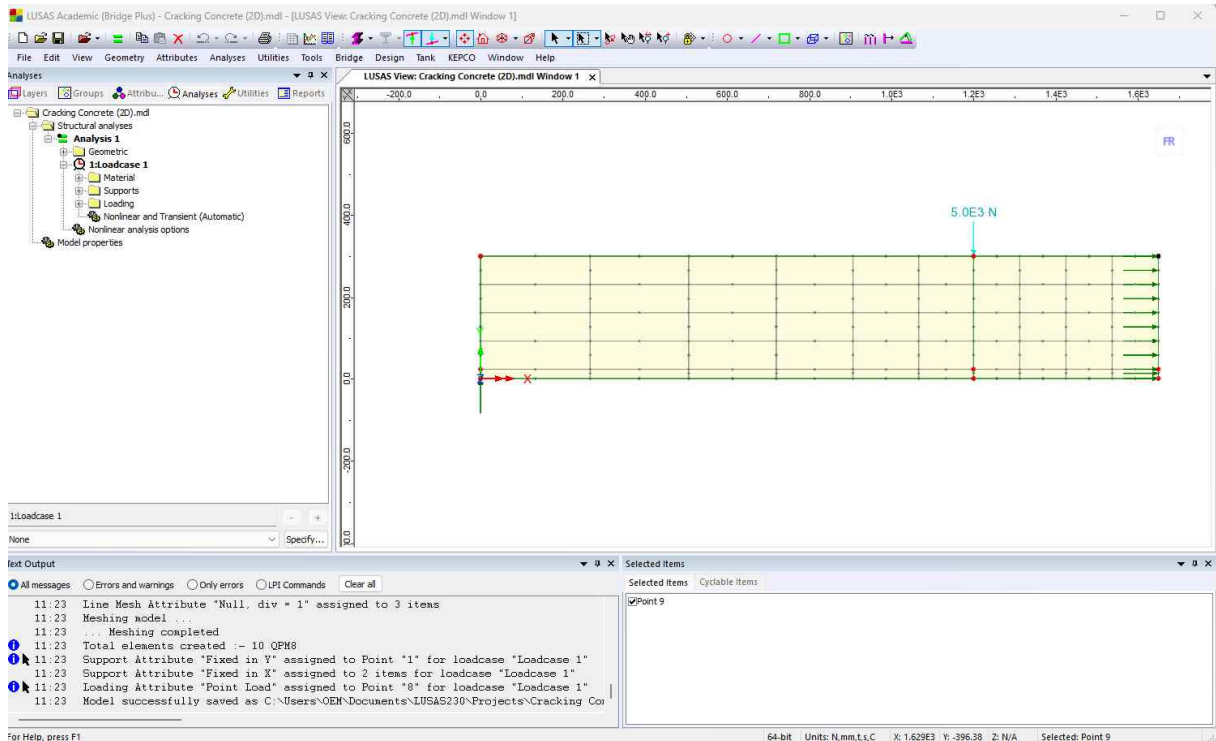 LUSAS Academic (Bridge Plus) - Cracking Concrete (2D).mdl - [LUSAS View: Cracking Concrete (2D).mdl Window 1]
File Edit View Geometry Attributes Analyses Utilities Tools Bridge Design Tank KEPCO Window Help
Analyses
Layers Groups Attribu... Analyses Utilities Reports
Cracking Concrete (2D).mdl
Structural analyses
Analysis 1
Geometric
1:Loadcase 1
Material
Supports
Loading
Nonlinear and Transient (Automatic)
Nonlinear analysis options
Model properties
1:Loadcase 1
None
Specify...
LUSAS View: Cracking Concrete (2D).mdl Window 1 x
-200.0 0.0 200.0 400.0 600.0 800.0 1.0E3 1.2E3 1.4E3 1.6E3
600.0
400.0
200.0
0.0
-200.0
FR
5.0E3 N
X
Text Output
All messages Errors and warnings Only errors LPI Commands Clear all
11:23 Line Mesh Attribute "Null, div = 1" assigned to 3 items
11:23 Meshing model ...
11:23 ... Meshing completed
11:23 Total elements created :- 10 QPM8
11:23 Support Attribute "Fixed in Y" assigned to Point "1" for loadcase "Loadcase 1"
11:23 Support Attribute "Fixed in X" assigned to 2 items for loadcase "Loadcase 1"
11:23 Loading Attribute "Point Load" assigned to Point "8" for loadcase "Loadcase 1"
11:23 Model successfully saved as C:\Users\OEM\Documents\LUSAS230\Projects\Cracking Con
Selected Items
Selected Items Cyclable Items
Point 9
For Help, press F1
64-bit Units: N,mm,t,s,C X: 1.629E3 Y: -396.38 Z: N/A Selected: Point 9